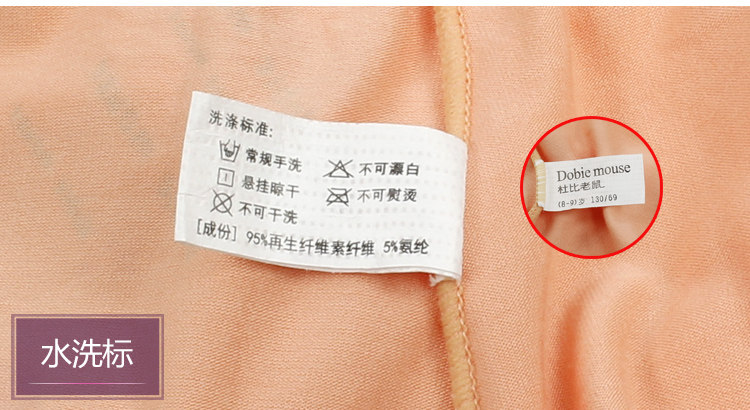 洗涤标准:
常规手洗 不可漂白
悬挂晾干 不可熨烫
不可干洗
[成份] 95%再生纤维素纤维 5%氨纶
Dobie mouse
杜比老鼠
(8-9)岁 130/69
水洗标